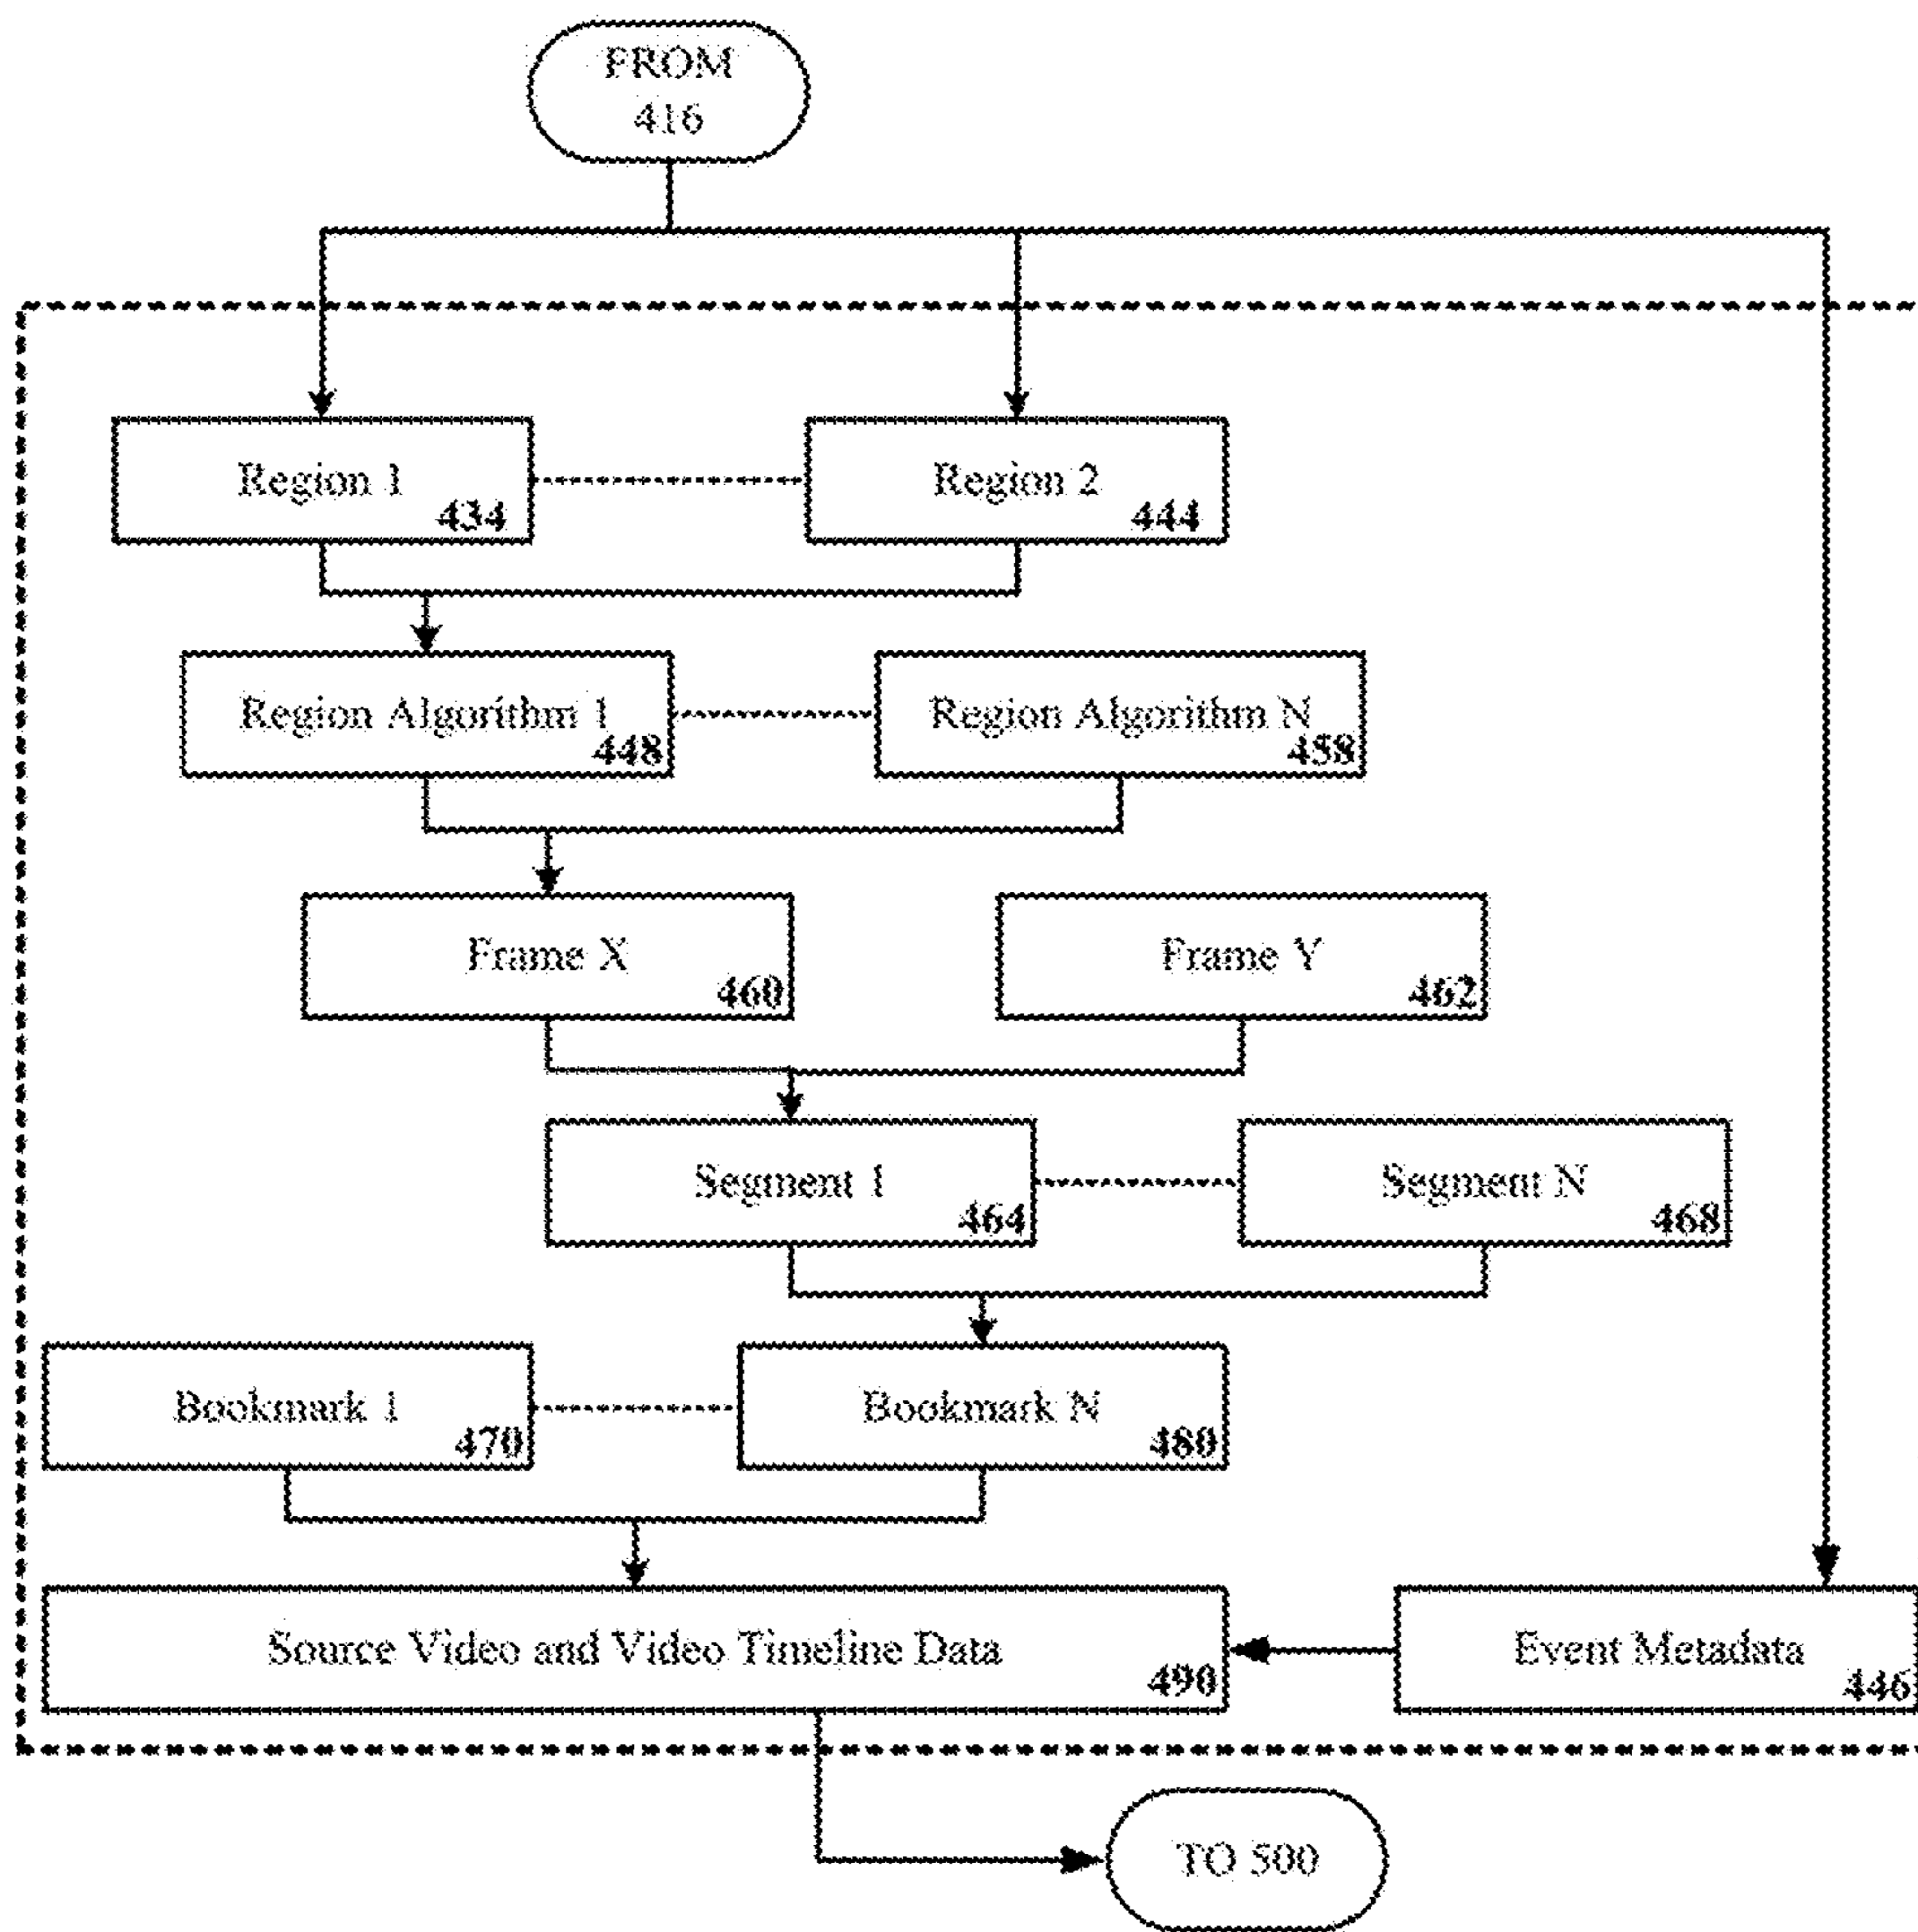 FROM
416
Region 1
434
Region 2
444
Region Algorithm 1
448
Region Algorithm N
458
Frame X
460
Frame Y
462
Segment 1
464
Segment N
468
Bookmark 1
470
Bookmark N
480
Source Video and Video Timeline Data
490
Event Metadata
446
TO 500